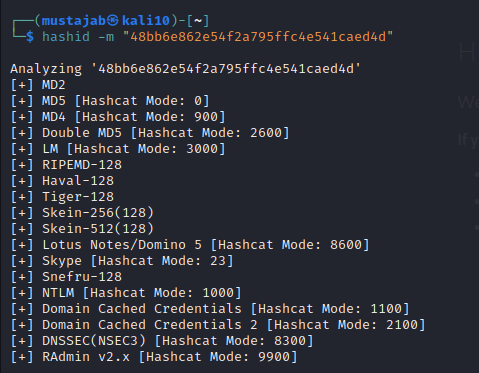 ┌──(mustajab㉿kali10)-[~]
└─$ hashid -m "48bb6e862e54f2a795ffc4e541caed4d"
Analyzing '48bb6e862e54f2a795ffc4e541caed4d'
[+] MD2
[+] MD5 [Hashcat Mode: 0]
[+] MD4 [Hashcat Mode: 900]
[+] Double MD5 [Hashcat Mode: 2600]
[+] LM [Hashcat Mode: 3000]
[+] RIPEMD-128
[+] Haval-128
[+] Tiger-128
[+] Skein-256(128)
[+] Skein-512(128)
[+] Lotus Notes/Domino 5 [Hashcat Mode: 8600]
[+] Skype [Hashcat Mode: 23]
[+] Snefru-128
[+] NTLM [Hashcat Mode: 1000]
[+] Domain Cached Credentials [Hashcat Mode: 1100]
[+] Domain Cached Credentials 2 [Hashcat Mode: 2100]
[+] DNSSEC(NSEC3) [Hashcat Mode: 8300]
[+] RAdmin v2.x [Hashcat Mode: 9900]